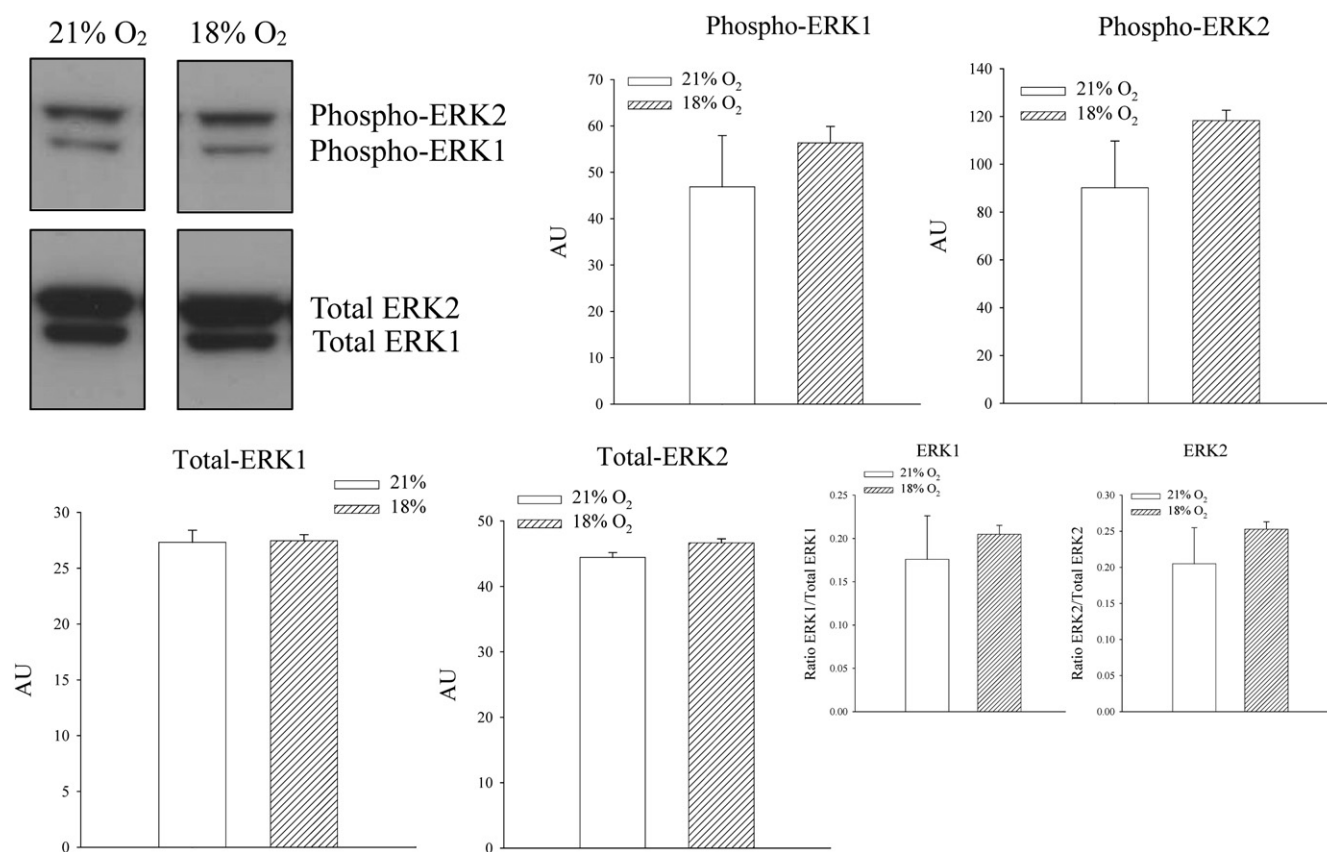 21% O₂ 18% O₂
Phospho-ERK2
Phospho-ERK1
Total ERK2
Total ERK1
Phospho-ERK1
21% O₂
18% O₂
70
60
50
40
30
20
10
0
AU
Phospho-ERK2
21% O₂
18% O₂
140
120
100
80
60
40
20
0
AU
Total-ERK1
21%
18%
30
25
20
15
10
5
0
AU
Total-ERK2
21% O₂
18% O₂
50
40
30
20
10
0
AU
ERK1
21% O₂
18% O₂
0.25
0.20
0.15
0.10
0.05
0.00
Ratio ERK1/Total ERK1
ERK2
21% O₂
18% O₂
0.30
0.25
0.20
0.15
0.10
0.05
0.00
Ratio ERK2/Total ERK2